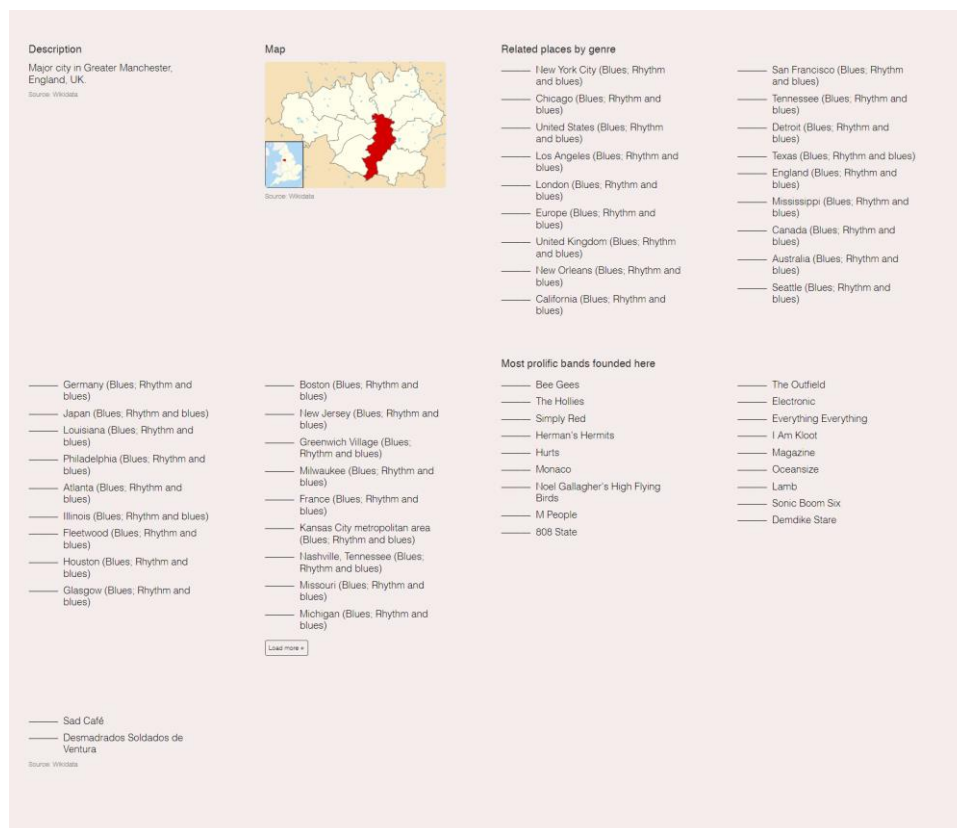 Description
Major city in Greater Manchester,
England, UK.
Source: Wikidata
Map
Source: Wikidata
Related places by genre
New York City (Blues; Rhythm
and blues)
Chicago (Blues; Rhythm and
blues)
United States (Blues; Rhythm
and blues)
Los Angeles (Blues; Rhythm and
blues)
London (Blues; Rhythm and
blues)
Europe (Blues; Rhythm and
blues)
United Kingdom (Blues; Rhythm
and blues)
New Orleans (Blues; Rhythm and
blues)
California (Blues; Rhythm and
blues)
San Francisco (Blues; Rhythm
and blues)
Tennessee (Blues; Rhythm and
blues)
Detroit (Blues; Rhythm and
blues)
Texas (Blues; Rhythm and blues)
England (Blues; Rhythm and
blues)
Mississippi (Blues; Rhythm and
blues)
Canada (Blues; Rhythm and
blues)
Australia (Blues; Rhythm and
blues)
Seattle (Blues; Rhythm and
blues)
Germany (Blues; Rhythm and
blues)
Japan (Blues; Rhythm and blues)
Louisiana (Blues; Rhythm and
blues)
Philadelphia (Blues; Rhythm and
blues)
Atlanta (Blues; Rhythm and
blues)
Illinois (Blues; Rhythm and blues)
Fleetwood (Blues; Rhythm and
blues)
Houston (Blues; Rhythm and
blues)
Glasgow (Blues; Rhythm and
blues)
Boston (Blues; Rhythm and
blues)
New Jersey (Blues; Rhythm and
blues)
Greenwich Village (Blues;
Rhythm and blues)
Milwaukee (Blues; Rhythm and
blues)
France (Blues; Rhythm and
blues)
Kansas City metropolitan area
(Blues; Rhythm and blues)
Nashville, Tennessee (Blues;
Rhythm and blues)
Missouri (Blues; Rhythm and
blues)
Michigan (Blues; Rhythm and
blues)
Load more »
Most prolific bands founded here
Bee Gees
The Hollies
Simply Red
Herman's Hermits
Hurts
Monaco
Noel Gallagher's High Flying
Birds
M People
808 State
The Outfield
Electronic
Everything Everything
I Am Kloot
Magazine
Oceansize
Lamb
Sonic Boom Six
Demdike Stare
Sad Café
Desmadrados Soldados de
Ventura
Source: Wikidata